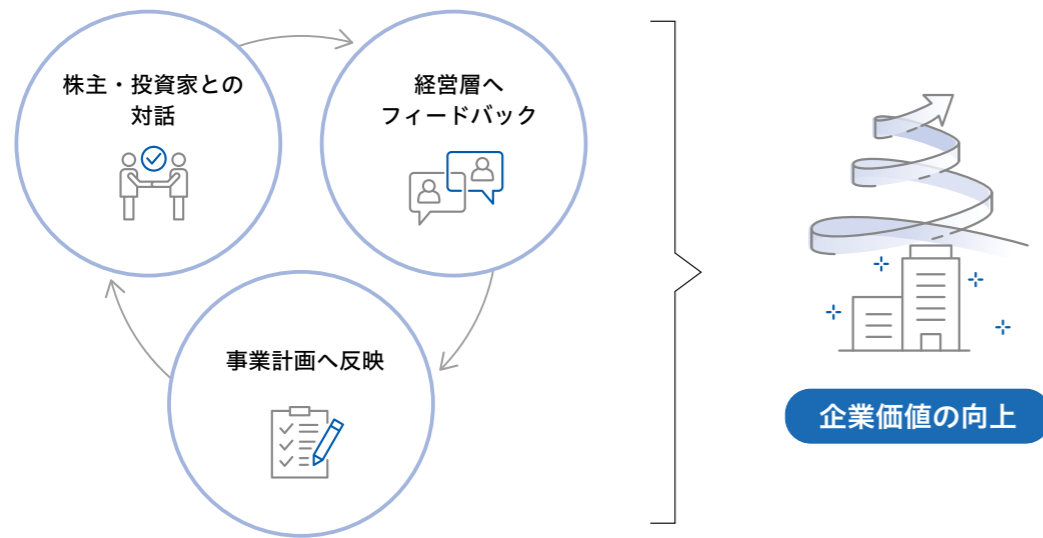 株主・投資家との
対話
経営層へ
フィードバック
事業計画へ反映
企業価値の向上